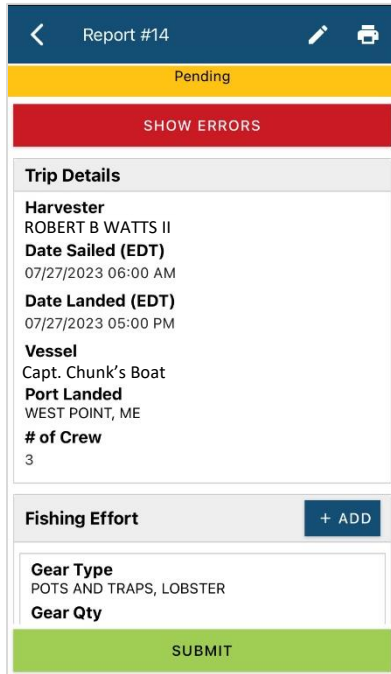 Report #14
Pending
SHOW ERRORS
Trip Details
Harvester
ROBERT B WATTS II
Date Sailed (EDT)
07/27/2023 06:00 AM
Date Landed (EDT)
07/27/2023 05:00 PM
Vessel
Capt. Chunk’s Boat
Port Landed
WEST POINT, ME
# of Crew
3
Fishing Effort
+ ADD
Gear Type
POTS AND TRAPS, LOBSTER
Gear Qty
SUBMIT